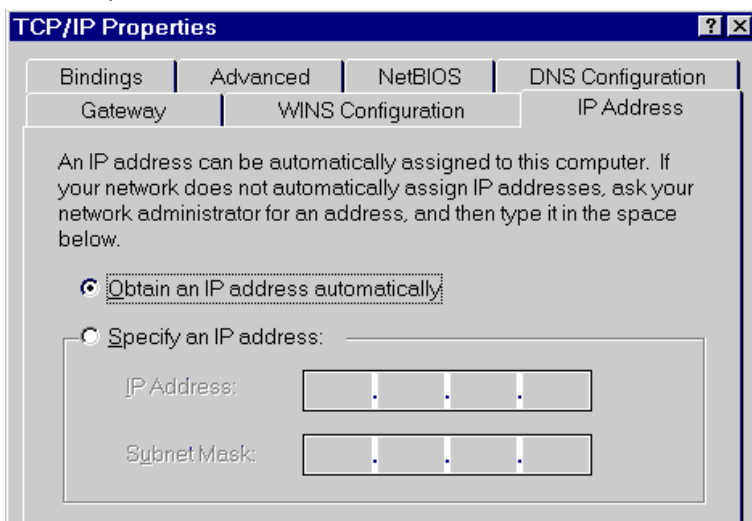 TCP/IP Properties
Bindings Advanced NetBIOS DNS Configuration
Gateway WINS Configuration IP Address
An IP address can be automatically assigned to this computer. If
your network does not automatically assign IP addresses, ask your
network administrator for an address, and then type it in the space
below.
Obtain an IP address automatically
Specify an IP address:
IP Address:
Subnet Mask: